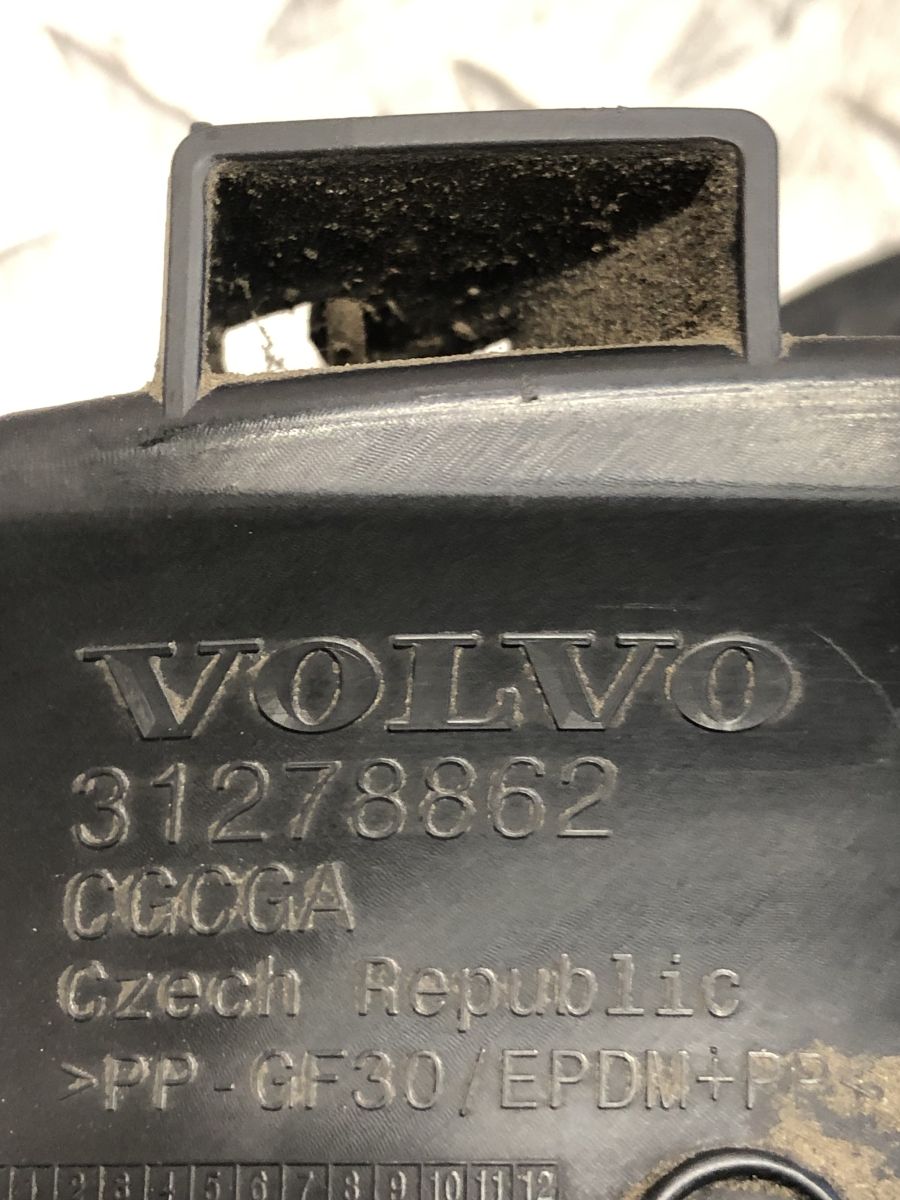 VOLVO
31278862
CGCGA
Czech Republic
>PP-GF30/EPDM+PP<
1 2 3 4 5 6 7 8 9 10 11 12